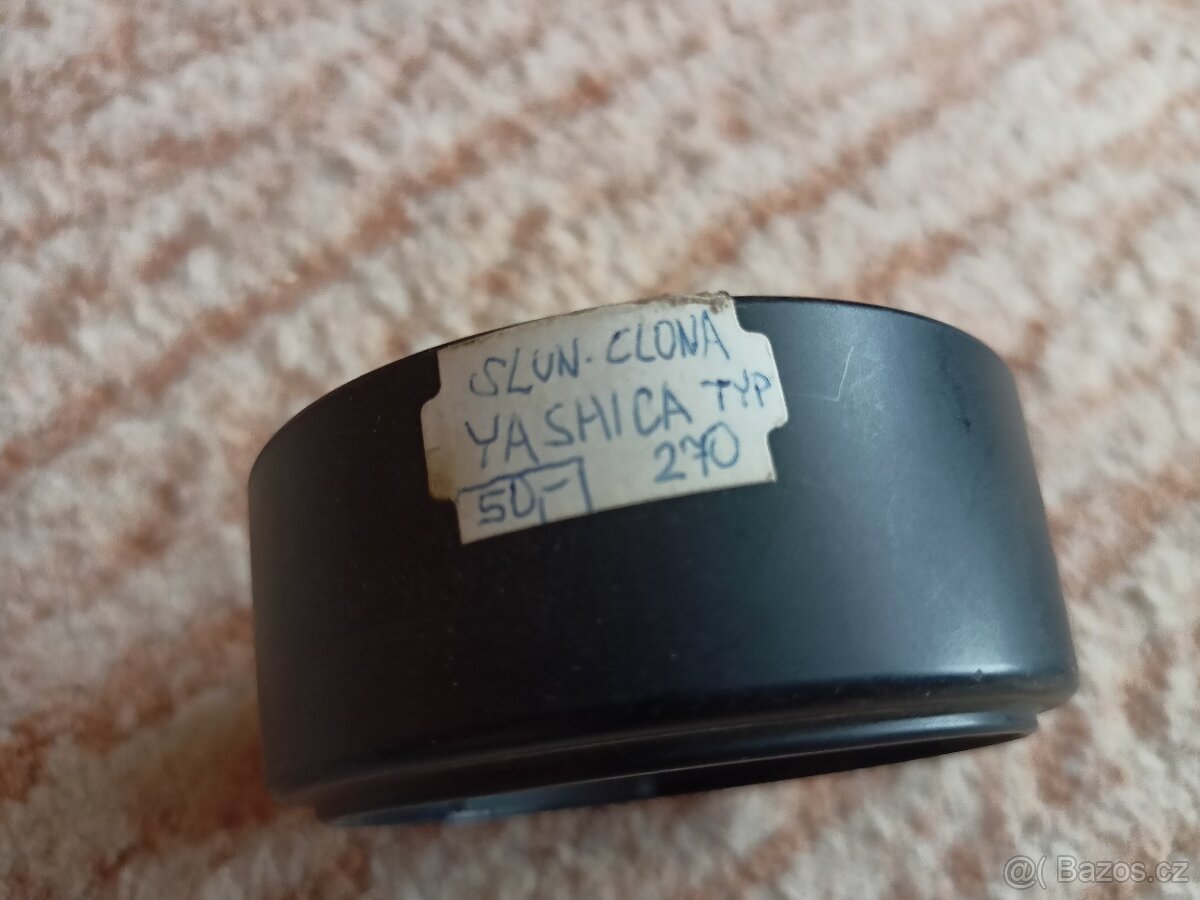 SLUN. CLONA
YASHICA TYP
50,- 270
@( Bazos.cz